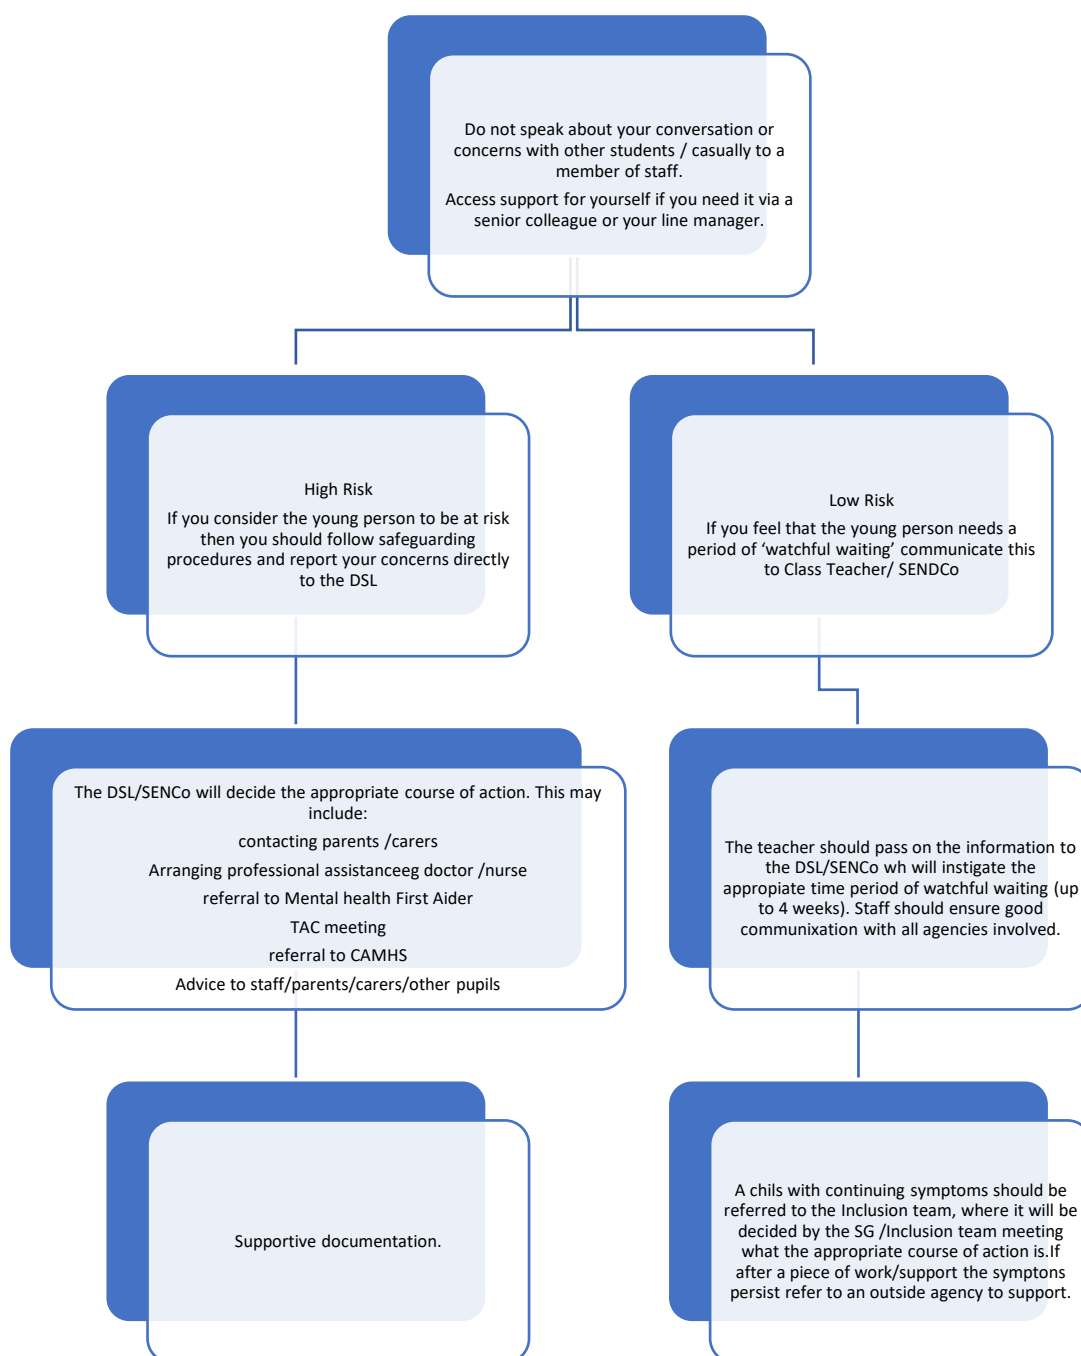 Do not speak about your conversation or
concerns with other students / casually to a
member of staff.
Access support for yourself if you need it via a
senior colleague or your line manager.
High Risk
If you consider the young person to be at risk
then you should follow safeguarding
procedures and report your concerns directly
to the DSL
Low Risk
If you feel that the young person needs a
period of ‘watchful waiting’ communicate this
to Class Teacher/ SENDCo
The DSL/SENCo will decide the appropriate course of action. This may
include:
contacting parents /carers
Arranging professional assistanceeg doctor /nurse
referral to Mental health First Aider
TAC meeting
referral to CAMHS
Advice to staff/parents/carers/other pupils
The teacher should pass on the information to
the DSL/SENCo wh will instigate the
appropiate time period of watchful waiting (up
to 4 weeks). Staff should ensure good
communixation with all agencies involved.
Supportive documentation.
A chils with continuing symptoms should be
referred to the Inclusion team, where it will be
decided by the SG /Inclusion team meeting
what the appropriate course of action is.If
after a piece of work/support the symptons
persist refer to an outside agency to support.